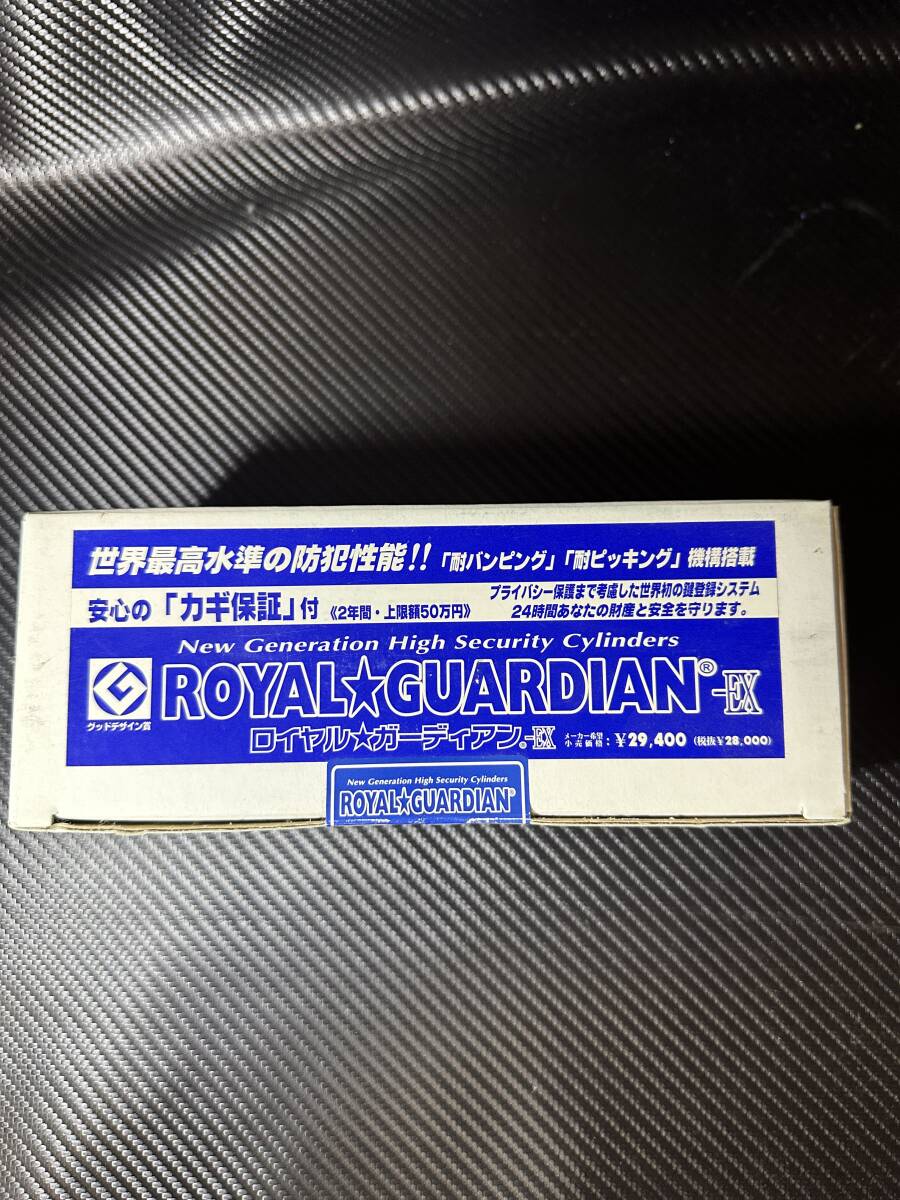 世界最高水準の防犯性能!! 「耐バンピング」「耐ピッキング」機構搭載
安心の「カギ保証」付 《2年間・上限額50万円》
プライバシー保護まで考慮した世界初の鍵登録システム
24時間あなたの財産と安全を守ります。
New Generation High Security Cylinders
ROYAL★GUARDIAN®-EX
グッドデザイン賞
ロイヤル★ガーディアン®-EX メーカー希望小売価格:¥29,400 (税抜¥28,000)
New Generation High Security Cylinders
ROYAL★GUARDIAN®